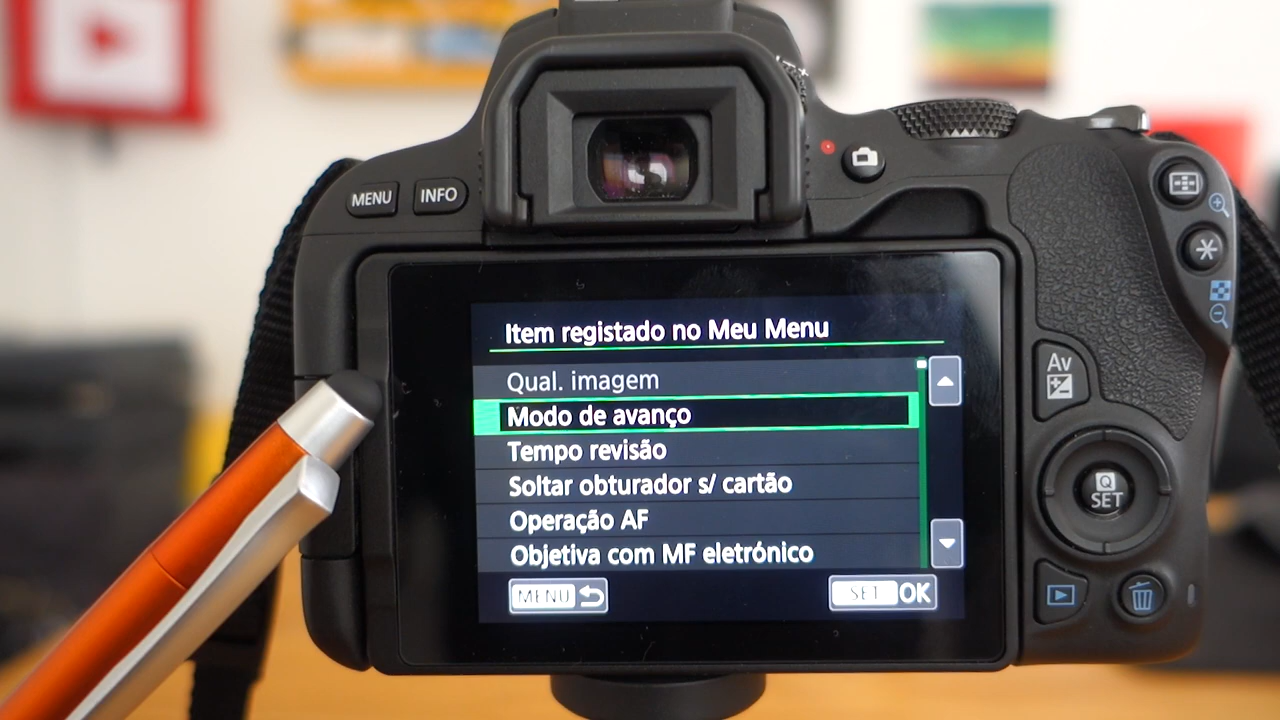 MENU
INFO
Item registado no Meu Menu
Qual. imagem
Modo de avanço
Tempo revisão
Soltar obturador s/ cartão
Operação AF
Objetiva com MF eletrónico
MENU
SET OK
Av
Q
SET